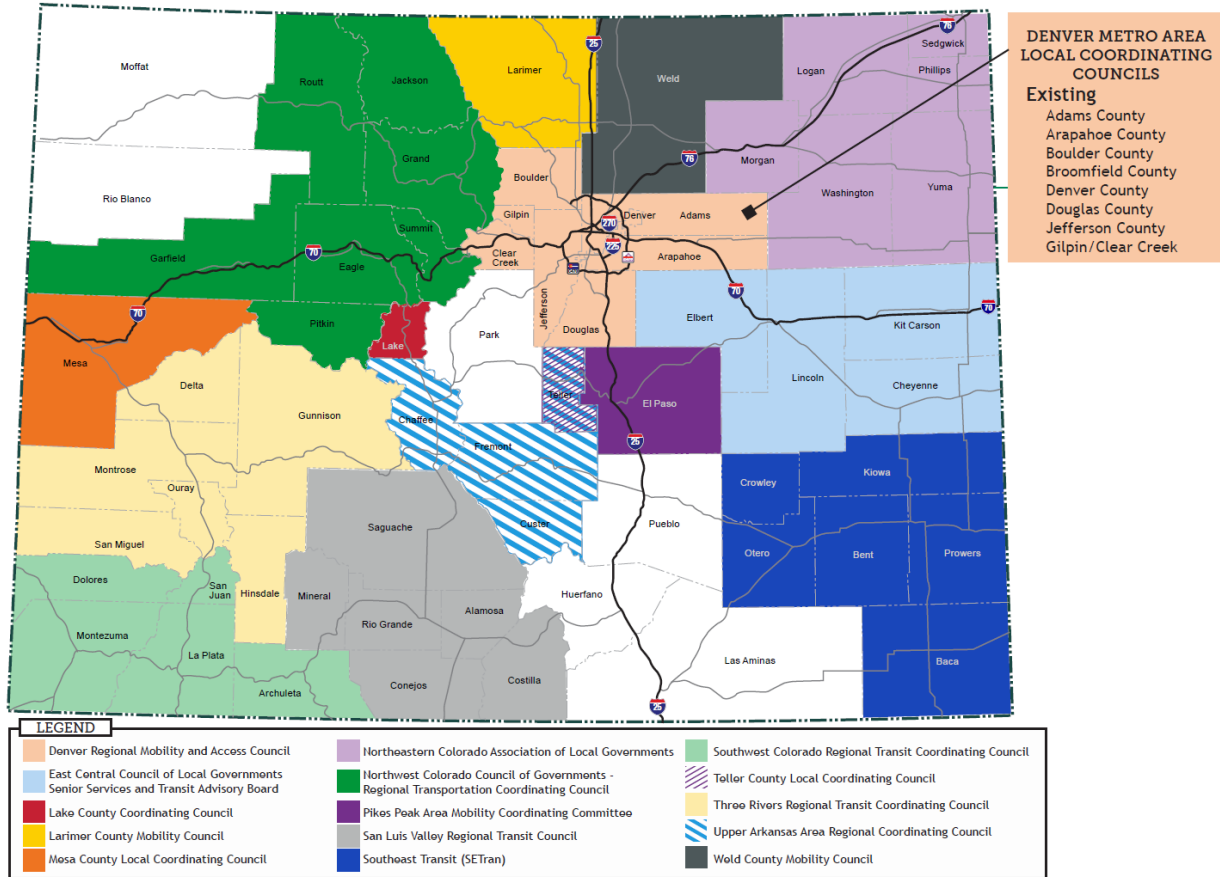 DENVER METRO AREA
LOCAL COORDINATING
COUNCILS
Existing
Adams County
Arapahoe County
Boulder County
Broomfield County
Denver County
Douglas County
Jefferson County
Gilpin/Clear Creek
76
25
Sedgwick
Moffat
Logan
Phillips
Routt
Jackson
Larimer
Weld
Grand
76
Morgan
Boulder
Yuma
Rio Blanco
Washington
Gilpin
Denver
Adams
Summit
270
225
Garfield
70
Eagle
Clear
Creek
Arapahoe
70
Jefferson
70
70
Pitkin
Elbert
Kit Carson
Park
Douglas
Lake
Mesa
Delta
Lincoln
Cheyenne
Teller
El Paso
Gunnison
Chaffee
25
Fremont
Montrose
Kiowa
Ouray
Crowley
Saguache
Custer
Pueblo
San Miguel
Otero
Bent
Prowers
Dolores
San
Juan
Hinsdale
Mineral
Huerfano
Alamosa
Rio Grande
Montezuma
La Plata
Las Aminas
Baca
Costilla
Conejos
Archuleta
25
LEGEND
Denver Regional Mobility and Access Council
East Central Council of Local Governments
Senior Services and Transit Advisory Board
Lake County Coordinating Council
Larimer County Mobility Council
Mesa County Local Coordinating Council
Northeastern Colorado Association of Local Governments
Northwest Colorado Council of Governments -
Regional Transportation Coordinating Council
Pikes Peak Area Mobility Coordinating Committee
San Luis Valley Regional Transit Council
Southeast Transit (SETran)
Southwest Colorado Regional Transit Coordinating Council
Teller County Local Coordinating Council
Three Rivers Regional Transit Coordinating Council
Upper Arkansas Area Regional Coordinating Council
Weld County Mobility Council